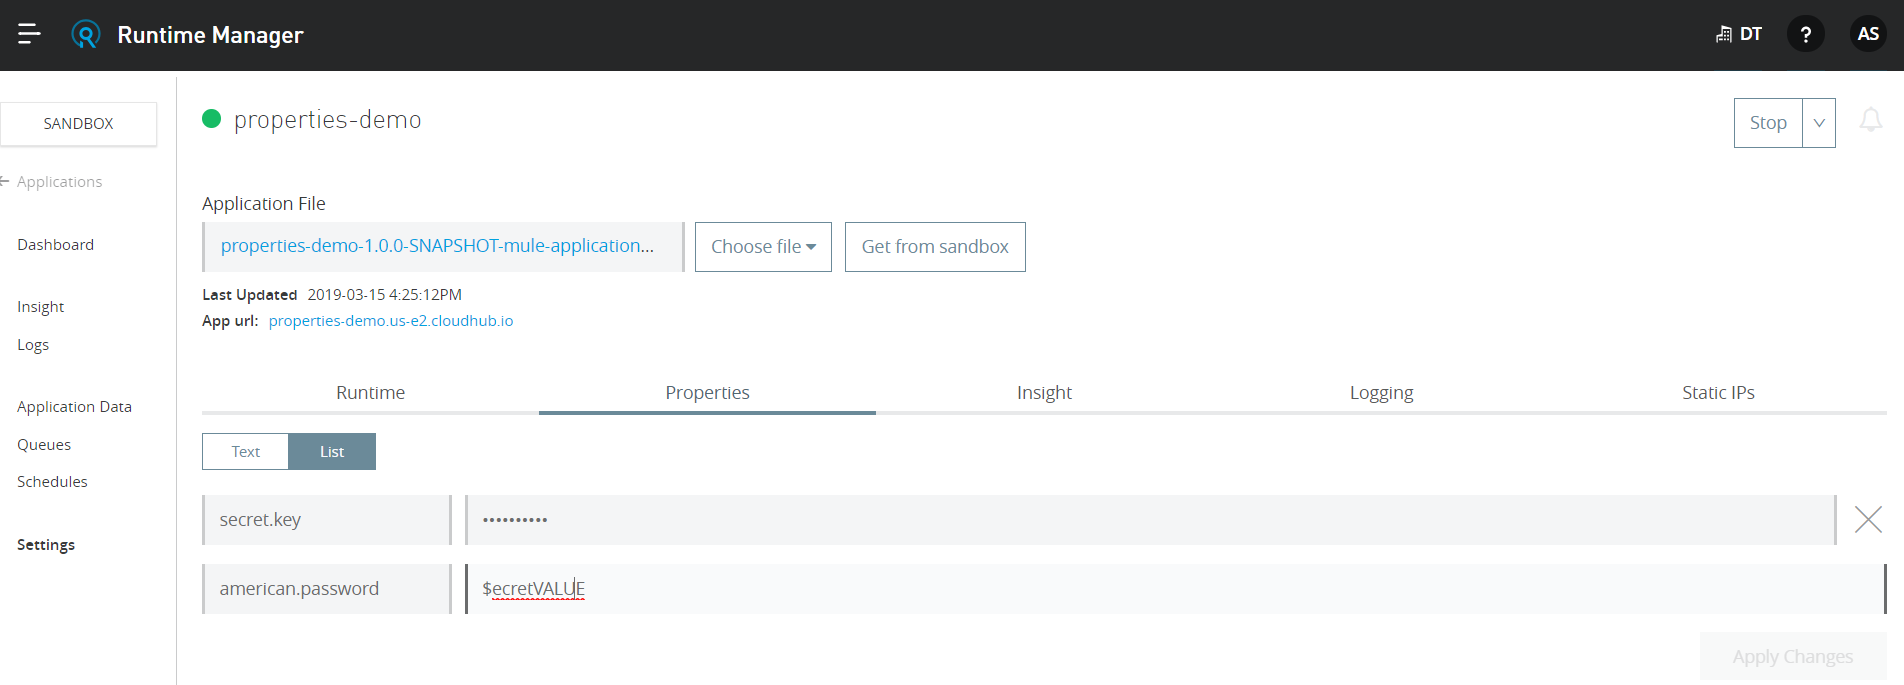 Runtime Manager
DT
?
AS
SANDBOX
properties-demo
Stop
Applications
Application File
Dashboard
properties-demo-1.0.0-SNAPSHOT-mule-application...
Choose file
Get from sandbox
Last Updated 2019-03-15 4:25:12PM
Insight
App url: properties-demo.us-e2.cloudhub.io
Logs
Runtime
Properties
Insight
Logging
Static IPs
Application Data
Queues
Text
List
Schedules
secret.key
••••••••••
Settings
american.password
$ecretVALUE
Apply Changes